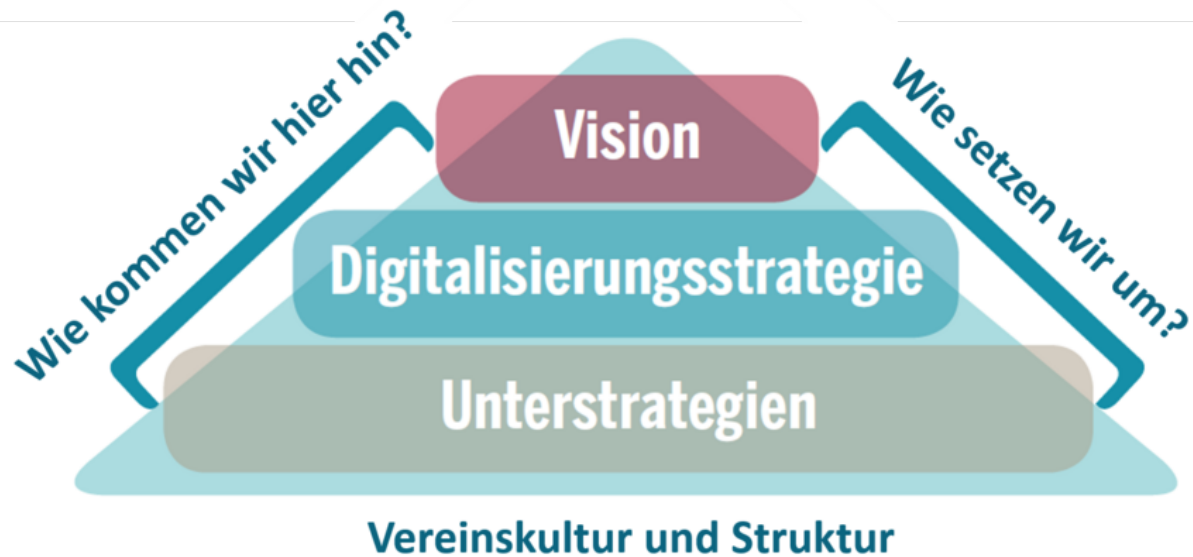 Wie kommen wir hier hin?
Vision
Wie setzen wir um?
Digitalisierungsstrategie
Unterstrategien
Vereinskultur und Struktur